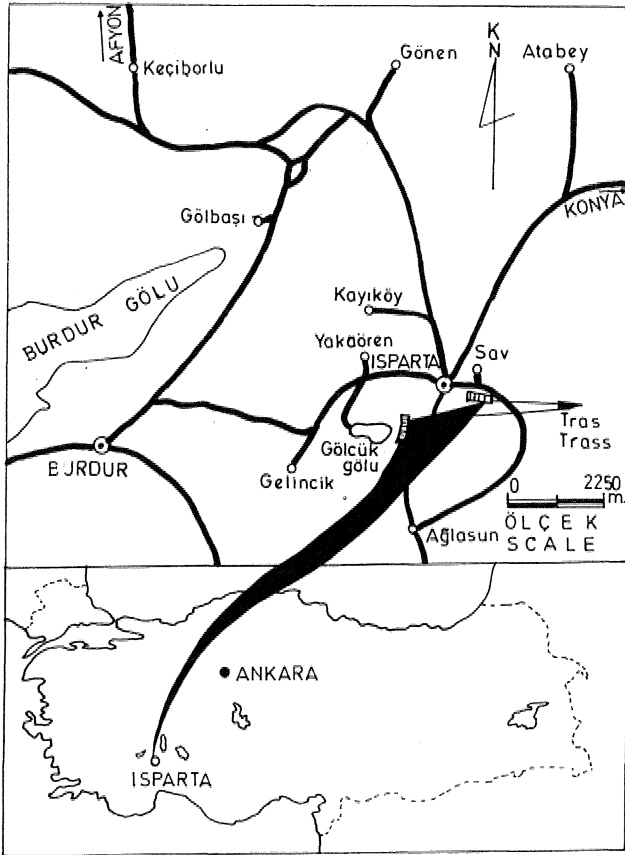 AFYON
Keçiborlu
Gönen
K
N
Atabey
KONYA
Gölbaşı
BURDUR GÖLU
Kayıköy
Yakaören
ISPARTA
Sav
Tras
Trass
Gölcük
gölu
Gelincik
BURDUR
0 2250
m.
ÖLÇEK
SCALE
Ağlasun
ANKARA
ISPARTA